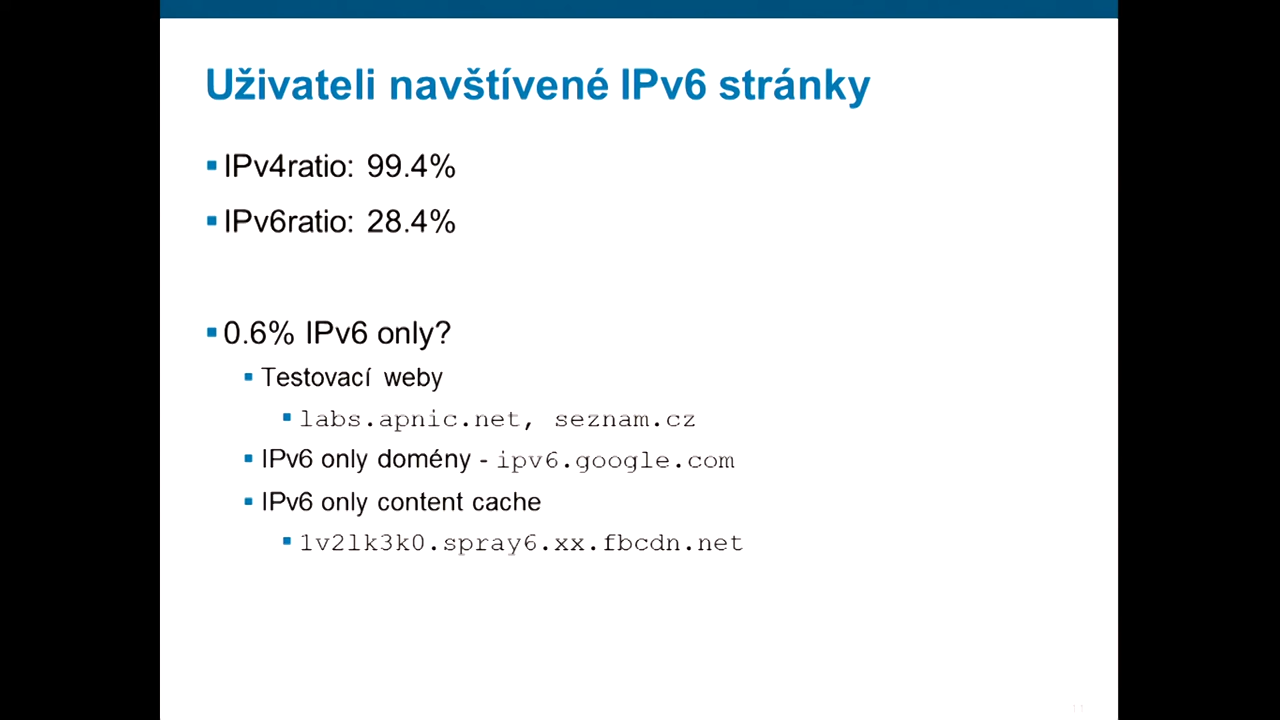 Uživateli navštívené IPv6 stránky
IPv4ratio: 99.4%
IPv6ratio: 28.4%
0.6% IPv6 only?
Testovací weby
labs.apnic.net, seznam.cz
IPv6 only domény - ipv6.google.com
IPv6 only content cache
1v2lk3k0.spray6.xx.fbcdn.net